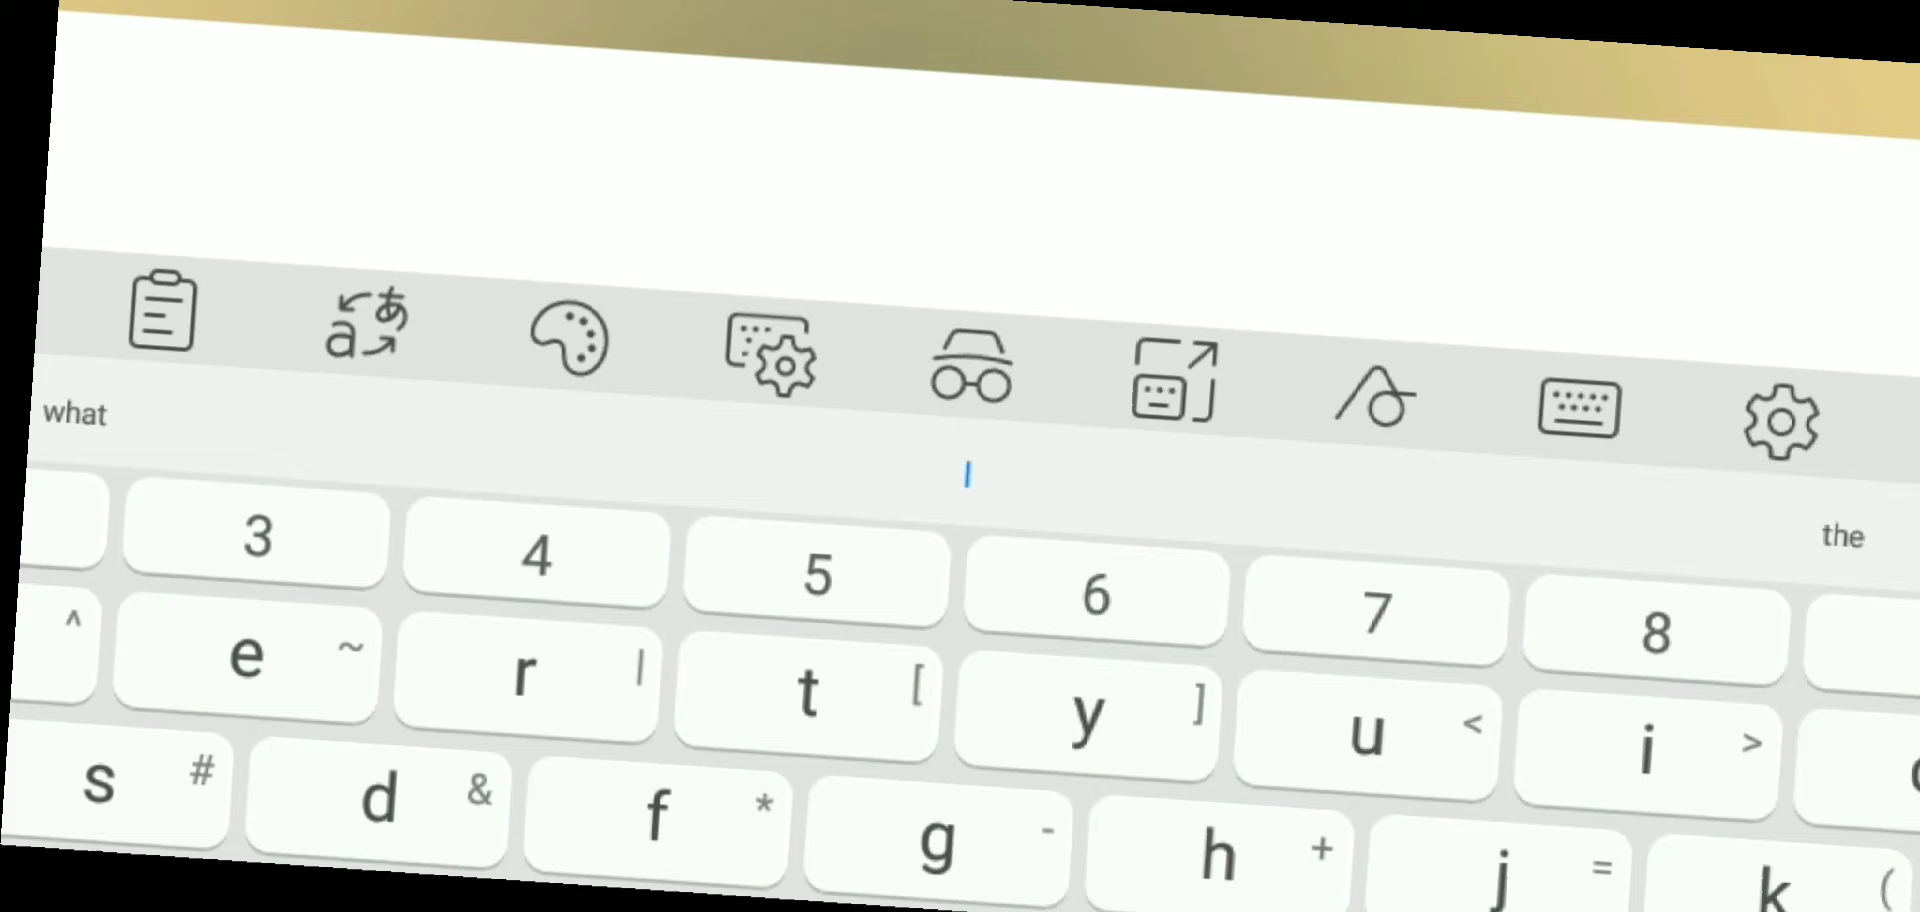 what I the
3 4 5 6 7 8
^ e ~ r | t [ y ] u < i >
s # d & f * g - h + j = k (